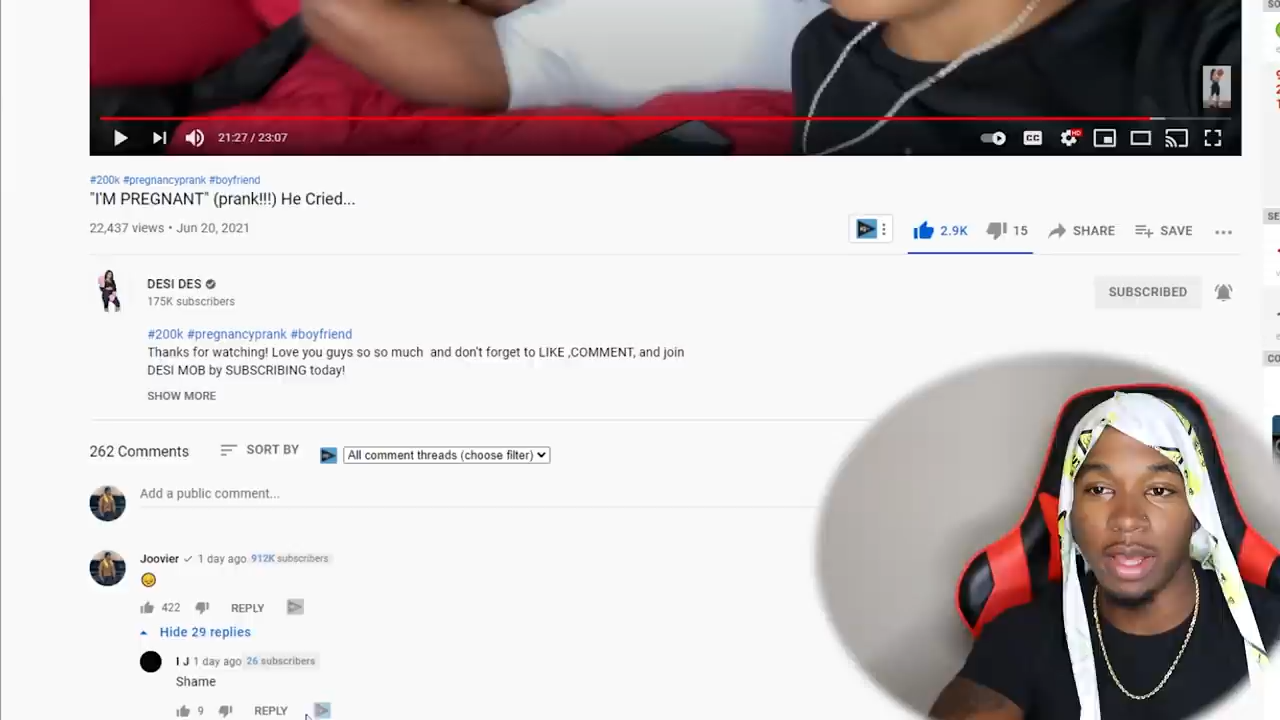 21:27 / 23:07
CC
HD
#200k #pregnancyprank #boyfriend
"I'M PREGNANT" (prank!!!) He Cried...
22,437 views • Jun 20, 2021
2.9K
15
SHARE
SAVE
DESI DES
175K subscribers
SUBSCRIBED
#200k #pregnancyprank #boyfriend
Thanks for watching! Love you guys so so much and don't forget to LIKE ,COMMENT, and join
DESI MOB by SUBSCRIBING today!
SHOW MORE
262 Comments
SORT BY
All comment threads (choose filter)
Add a public comment...
Joovier 1 day ago 912K subscribers
422
REPLY
Hide 29 replies
I J 1 day ago 26 subscribers
Shame
9
REPLY